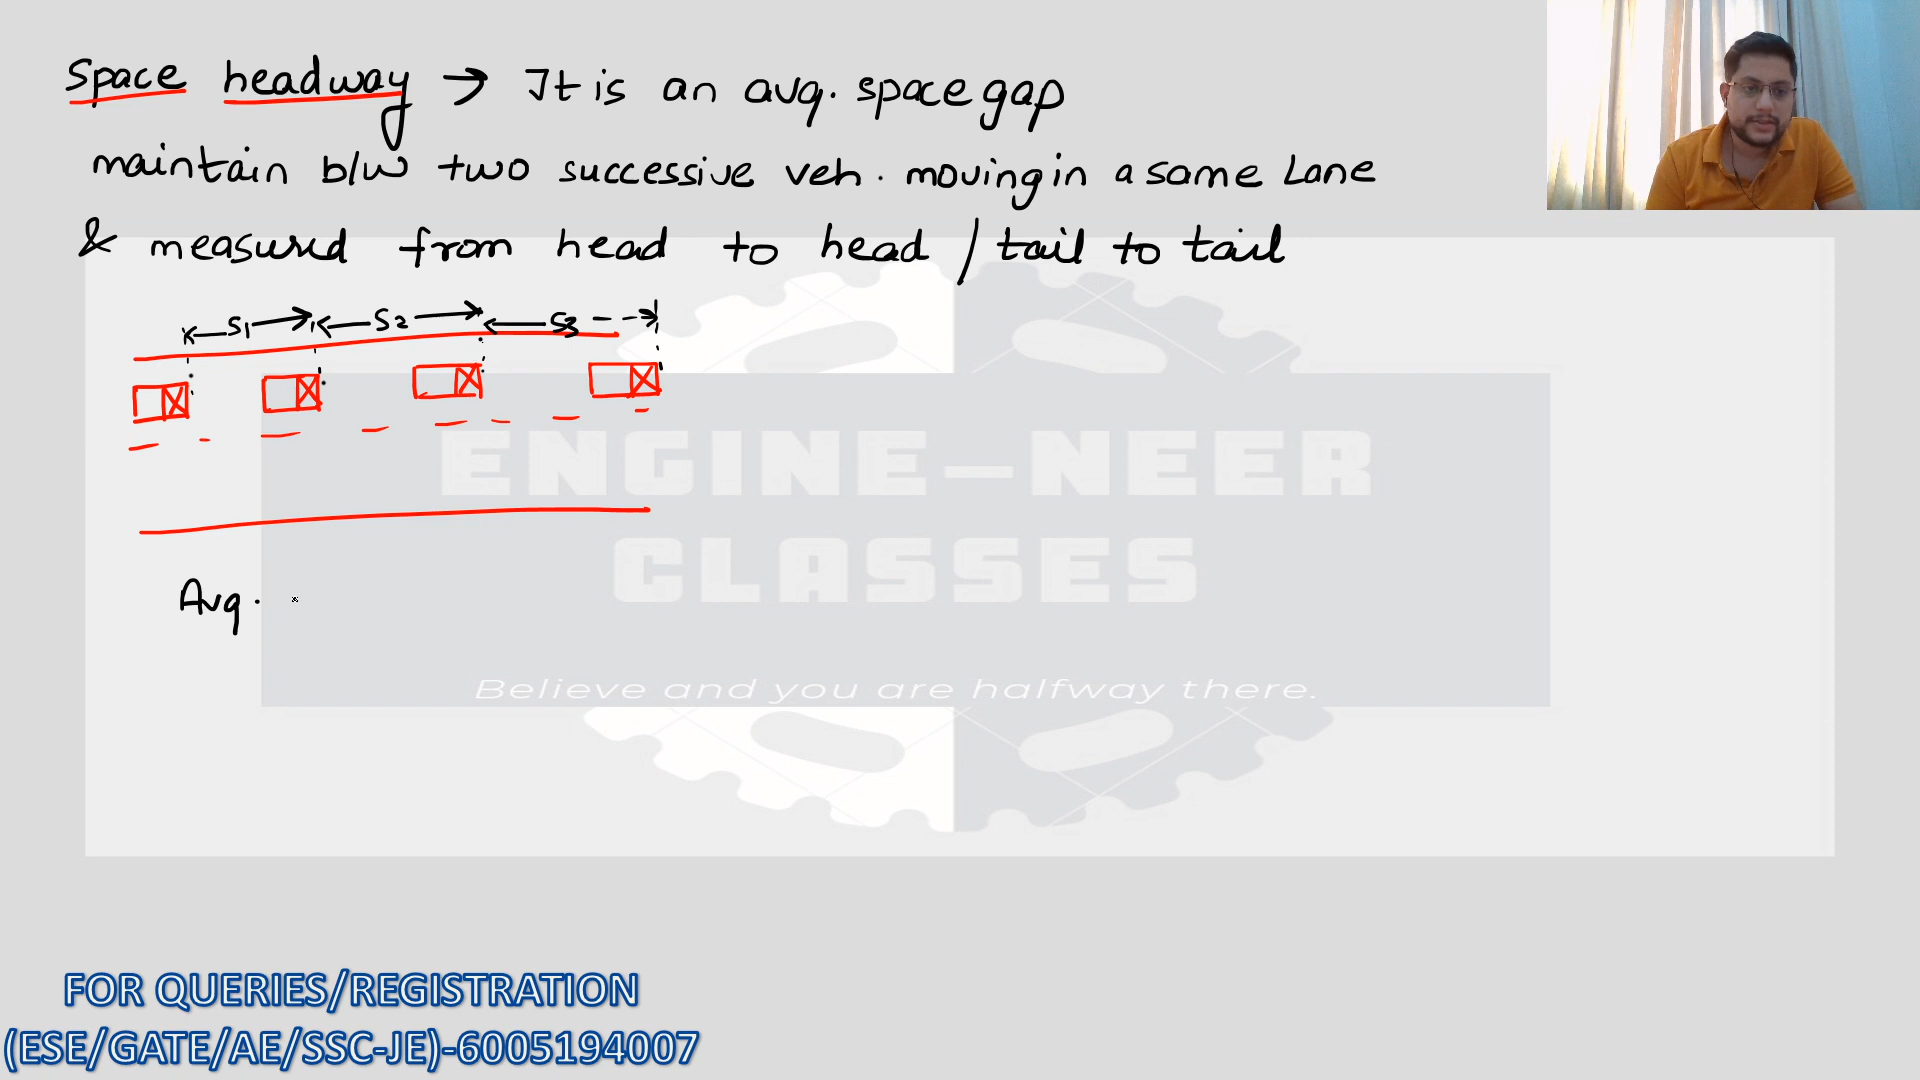 Space headway → It is an avg. space gap
maintain b/w two successive veh. moving in a same Lane
& measured from head to head / tail to tail
S1 S2 S3
ENGINE-NEER
CLASSES
Avg.
Believe and you are halfway there.
FOR QUERIES/REGISTRATION
(ESE/GATE/AE/SSC-JE)-6005194007